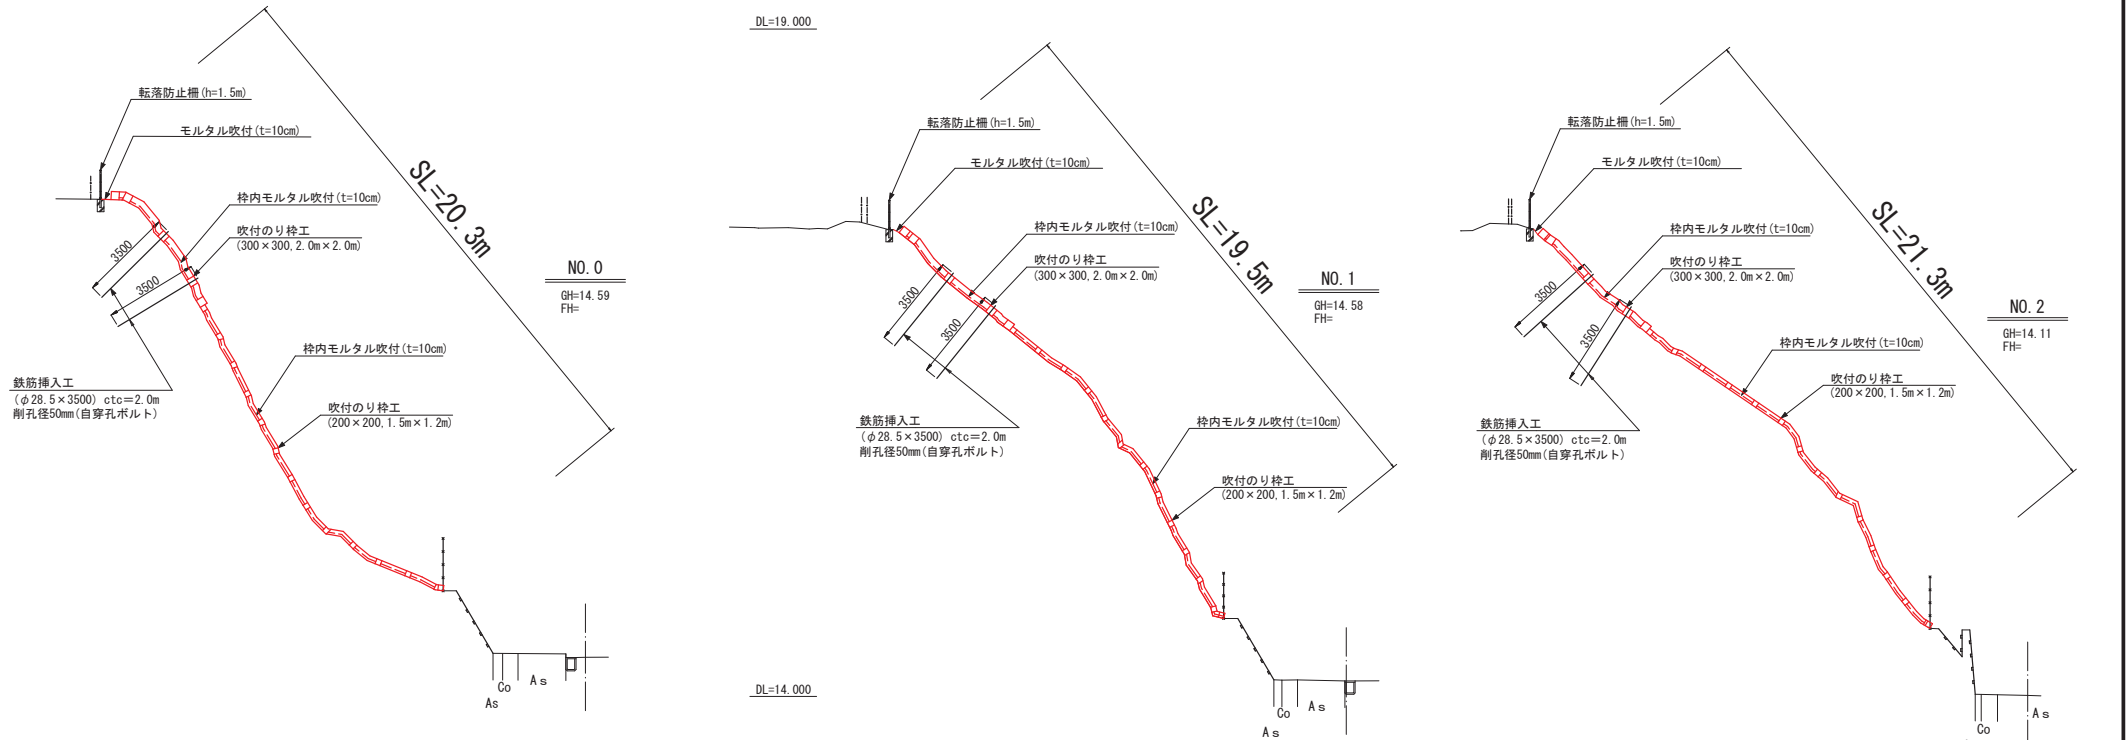 転落防止柵(h=1.5m)
モルタル吹付(t=10cm)
SL=20.3m
枠内モルタル吹付(t=10cm)
吹付のり枠工
(300×300,2.0m×2.0m)
3500
3500
NO.0
GH=14.59
FH=
枠内モルタル吹付(t=10cm)
鉄筋挿入工
(φ28.5×3500) ctc=2.0m
削孔径50mm(自穿孔ボルト)
吹付のり枠工
(200×200,1.5m×1.2m)
Co
As
As
DL=19.000
転落防止柵(h=1.5m)
モルタル吹付(t=10cm)
SL=19.5m
枠内モルタル吹付(t=10cm)
吹付のり枠工
(300×300,2.0m×2.0m)
3500
3500
NO.1
GH=14.58
FH=
鉄筋挿入工
(φ28.5×3500) ctc=2.0m
削孔径50mm(自穿孔ボルト)
枠内モルタル吹付(t=10cm)
吹付のり枠工
(200×200,1.5m×1.2m)
DL=14.000
Co
As
As
転落防止柵(h=1.5m)
モルタル吹付(t=10cm)
SL=21.3m
枠内モルタル吹付(t=10cm)
吹付のり枠工
(300×300,2.0m×2.0m)
3500
3500
NO.2
GH=14.11
FH=
枠内モルタル吹付(t=10cm)
吹付のり枠工
(200×200,1.5m×1.2m)
鉄筋挿入工
(φ28.5×3500) ctc=2.0m
削孔径50mm(自穿孔ボルト)
Co
As